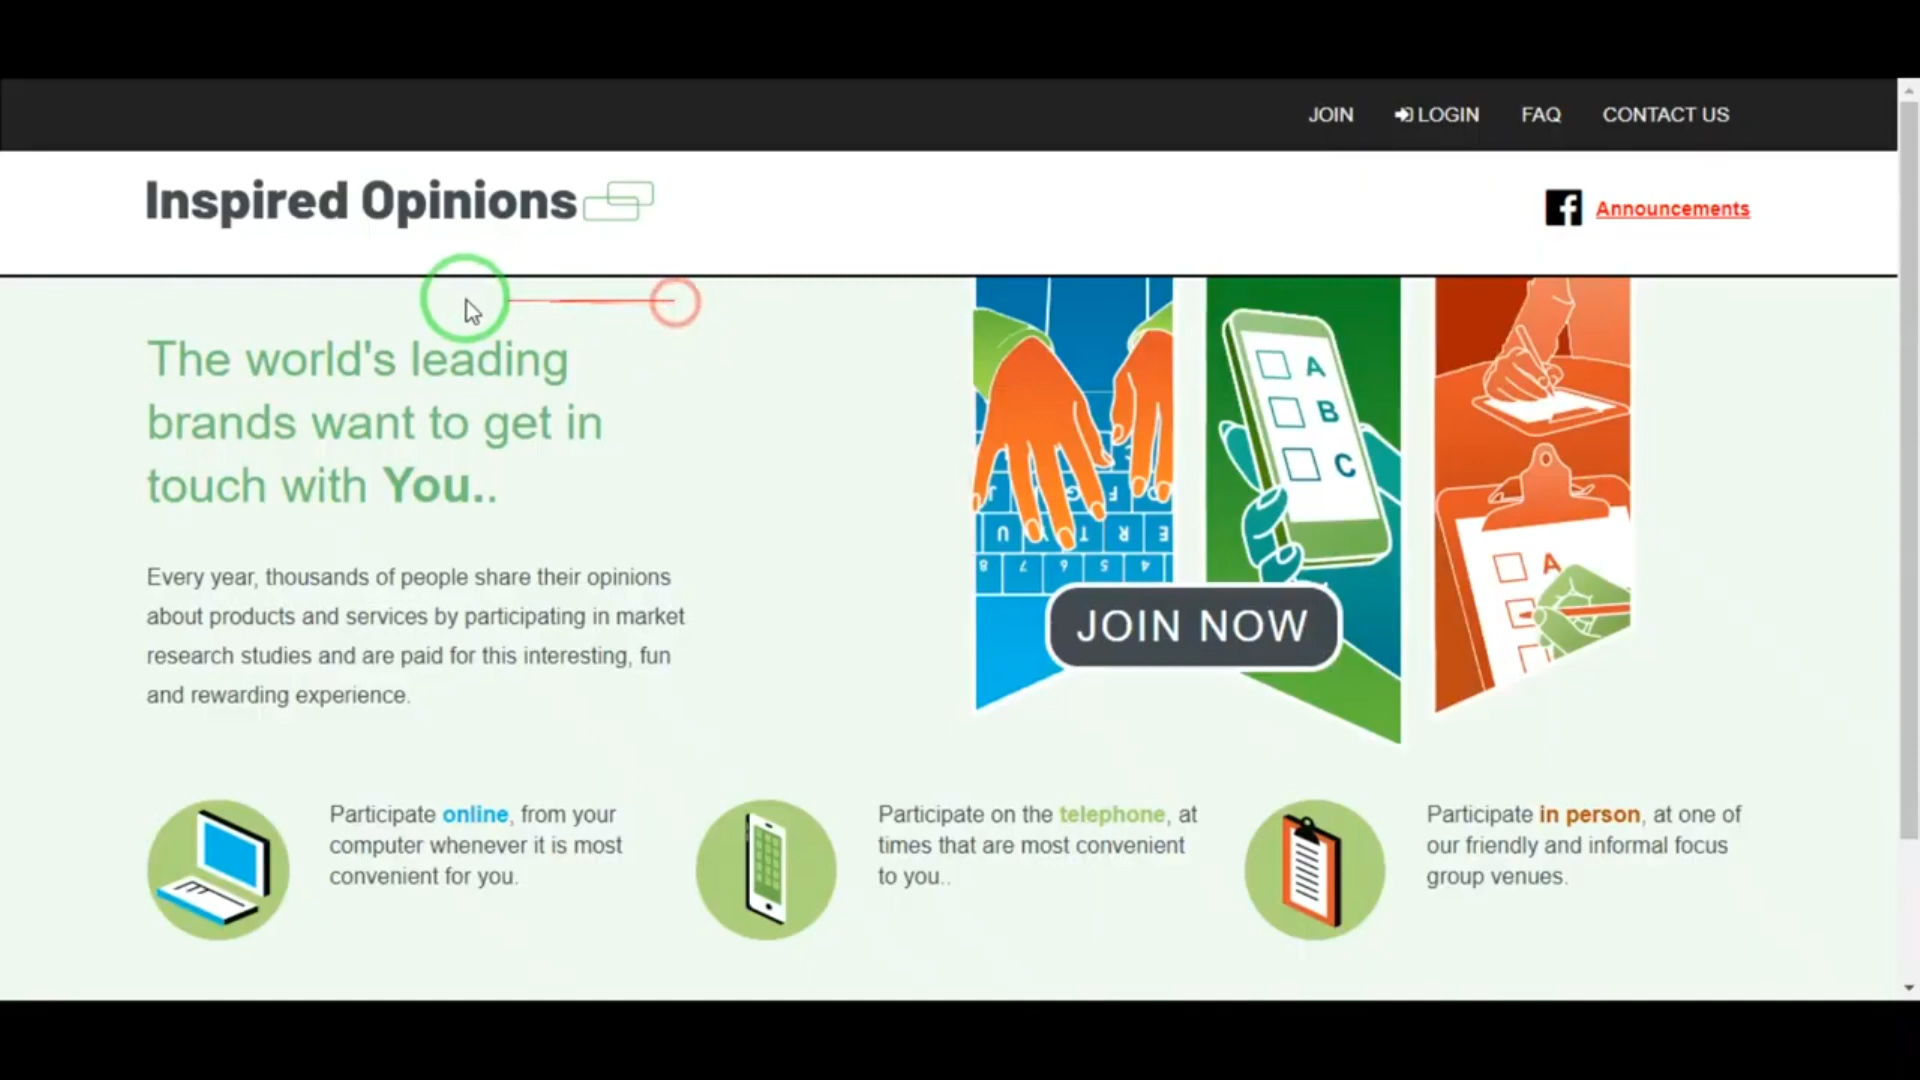 JOIN LOGIN FAQ CONTACT US
Inspired Opinions
Announcements
The world's leading
brands want to get in
touch with You..
Every year, thousands of people share their opinions
about products and services by participating in market
research studies and are paid for this interesting, fun
and rewarding experience.
A
B
C
A
JOIN NOW
Participate online, from your
computer whenever it is most
convenient for you.
Participate on the telephone, at
times that are most convenient
to you..
Participate in person, at one of
our friendly and informal focus
group venues.